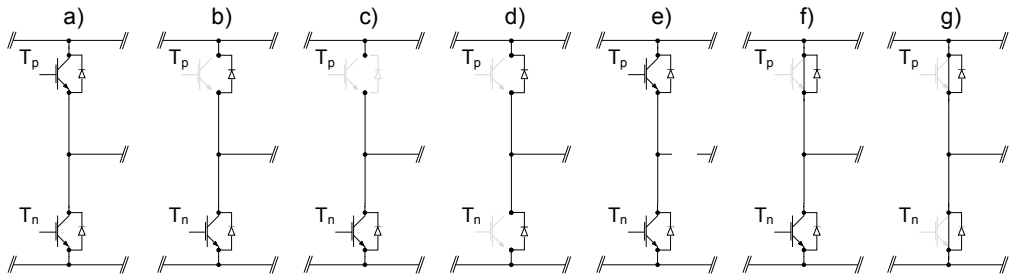 a) b) c) d) e) f) g)
Tp Tp Tp Tp Tp Tp Tp
Tn Tn Tn Tn Tn Tn Tn